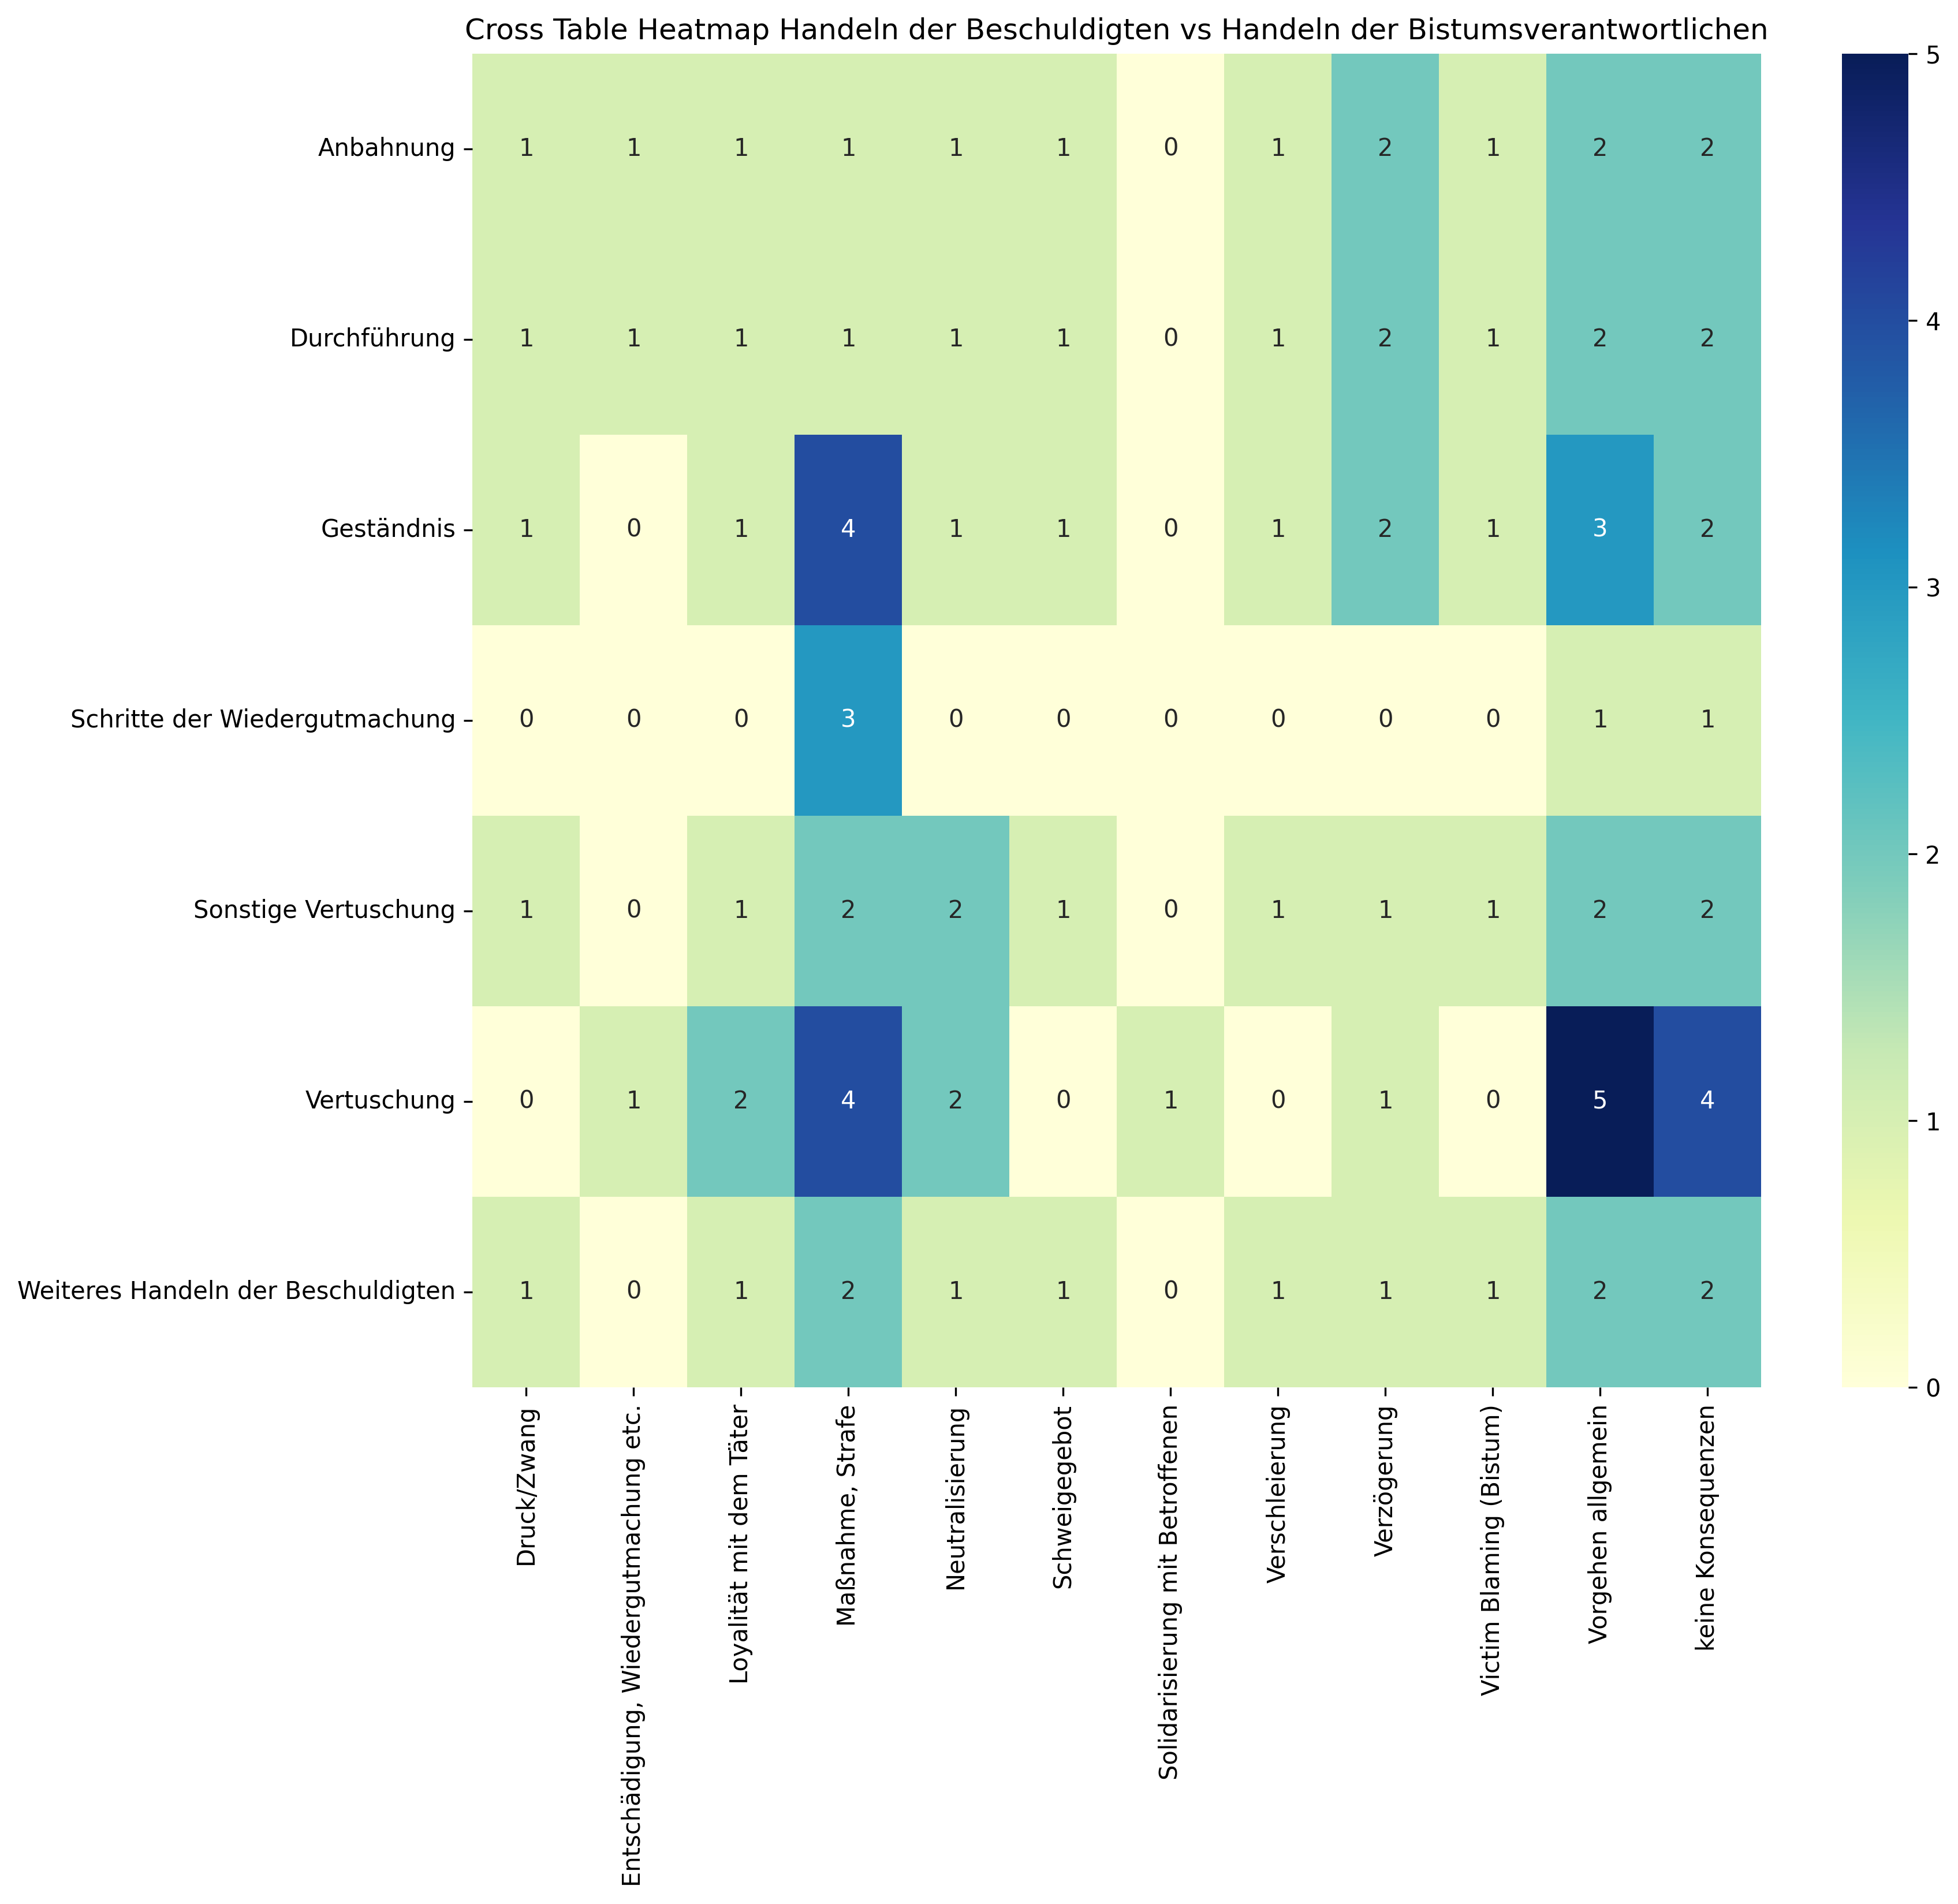 Cross Table Heatmap Handeln der Beschuldigten vs Handeln der Bistumsverantwortlichen
Anbahnung 1 1 1 1 1 1 0 1 2 1 2 2
Durchführung 1 1 1 1 1 1 0 1 2 1 2 2
Geständnis 1 0 1 4 1 1 0 1 2 1 3 2
Schritte der Wiedergutmachung 0 0 0 3 0 0 0 0 0 0 1 1
Sonstige Vertuschung 1 0 1 2 2 1 0 1 1 1 2 2
Vertuschung 0 1 2 4 2 0 1 0 1 0 5 4
Weiteres Handeln der Beschuldigten 1 0 1 2 1 1 0 1 1 1 2 2
Druck/Zwang
Entschädigung, Wiedergutmachung etc.
Loyalität mit dem Täter
Maßnahme, Strafe
Neutralisierung
Schweigegebot
Solidarisierung mit Betroffenen
Verschleierung
Verzögerung
Victim Blaming (Bistum)
Vorgehen allgemein
keine Konsequenzen
5
4
3
2
1
0